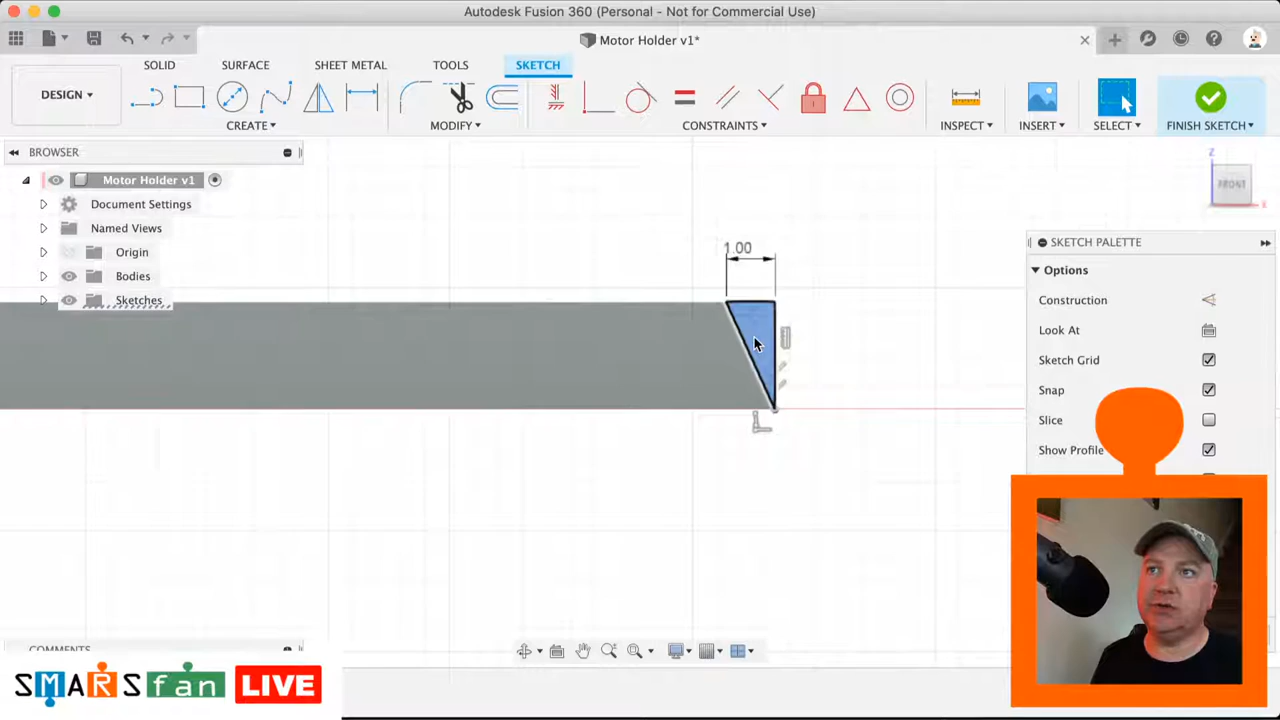 Autodesk Fusion 360 (Personal - Not for Commercial Use)
Motor Holder v1*
SOLID SURFACE SHEET METAL TOOLS SKETCH
DESIGN
CREATE MODIFY CONSTRAINTS INSPECT INSERT SELECT FINISH SKETCH
BROWSER
Motor Holder v1
Document Settings
Named Views
Origin
Bodies
Sketches
1.00
Z
FRONT
X
SKETCH PALETTE
Options
Construction
Look At
Sketch Grid
Snap
Slice
Show Profile
COMMENTS
SMARS fan LIVE